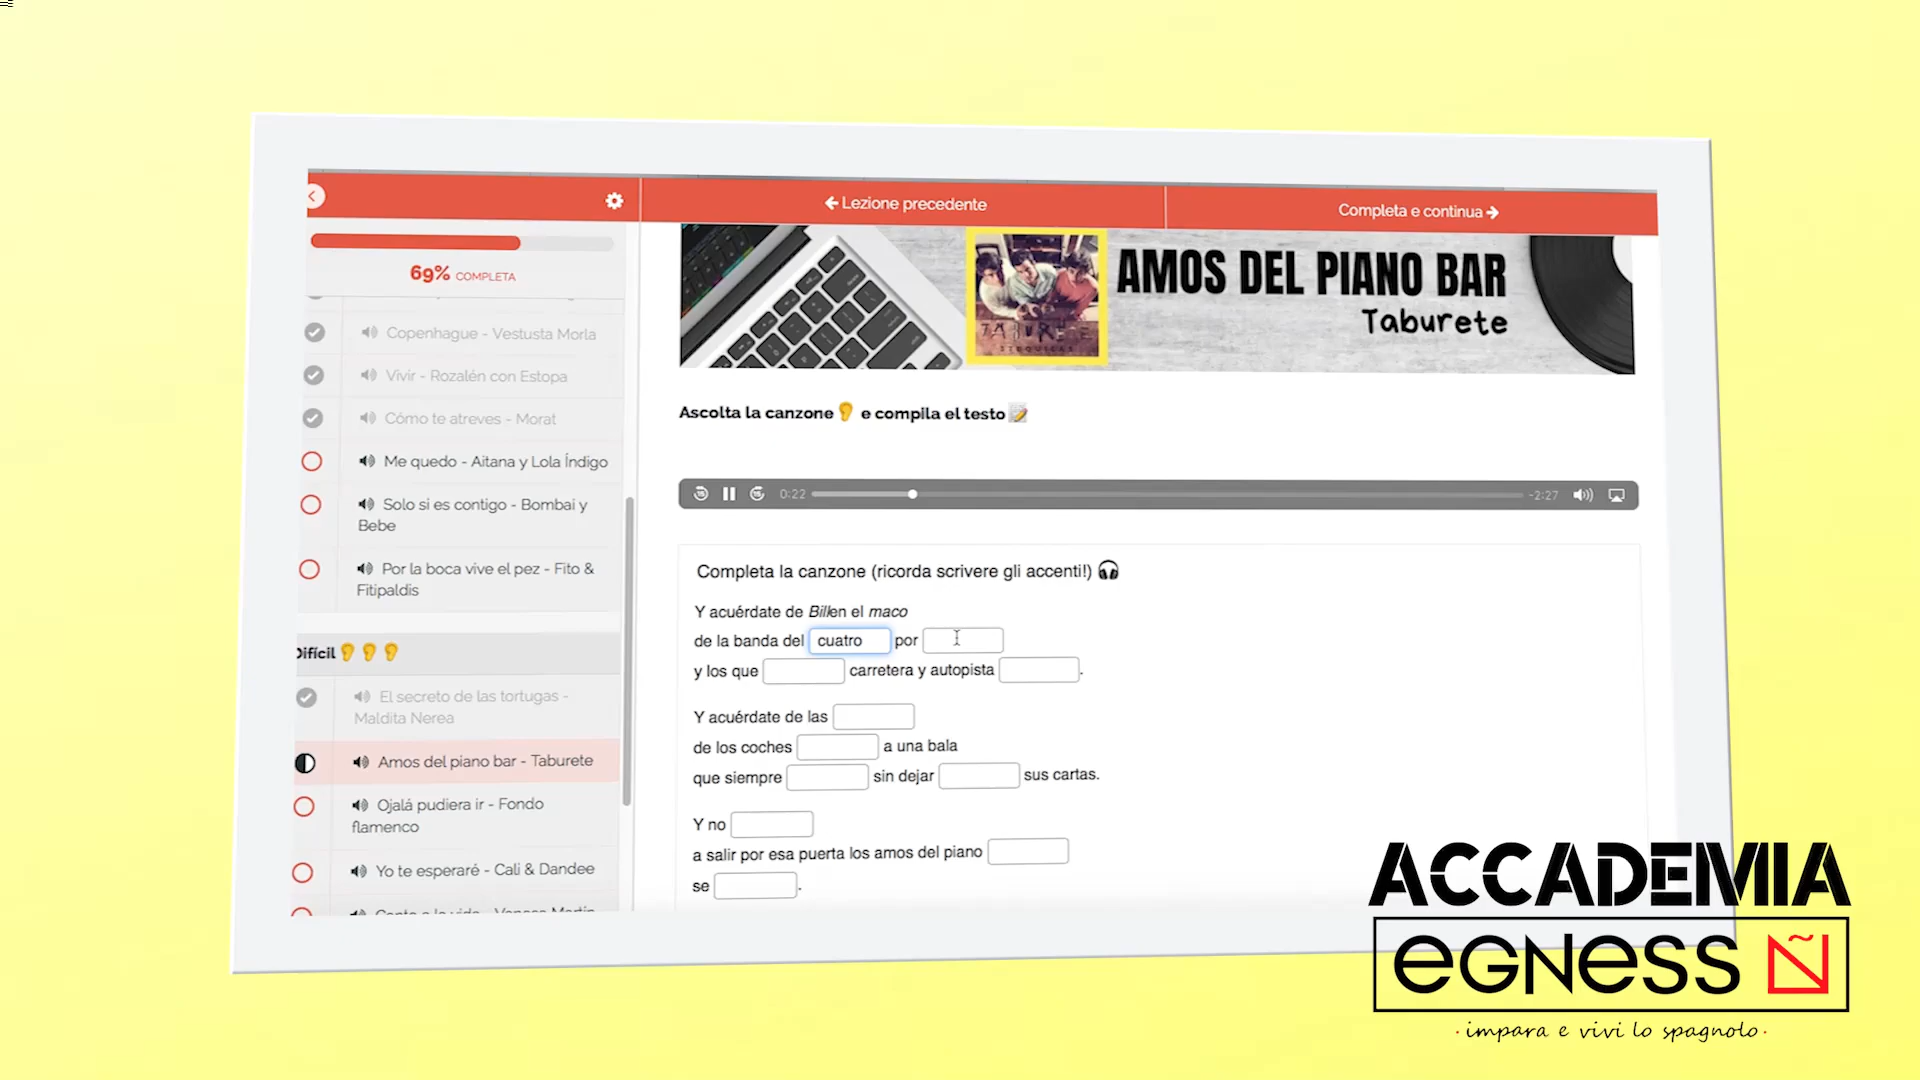 Lezione precedente
Completa e continua
69% COMPLETA
Copenhague - Vestusta Morla
Vivir - Rozalén con Estopa
Cómo te atreves - Morat
Me quedo - Aitana y Lola Índigo
Solo si es contigo - Bombai y
Bebe
Por la boca vive el pez - Fito &
Fitipaldis
Difícil
El secreto de las tortugas -
Maldita Nerea
Amos del piano bar - Taburete
Ojalá pudiera ir - Fondo
flamenco
Yo te esperaré - Cali & Dandee
AMOS DEL PIANO BAR
Taburete
TABURETE
Ascolta la canzone e compila el testo
0:22
-2:27
Completa la canzone (ricorda scrivere gli accenti!)
Y acuérdate de Billen el maco
de la banda del cuatro por
y los que carretera y autopista .
Y acuérdate de las
de los coches a una bala
que siempre sin dejar sus cartas.
Y no
a salir por esa puerta los amos del piano
se .
ACCADEMIA
eGNeSS Ñ
·impara e vivi lo spagnolo·